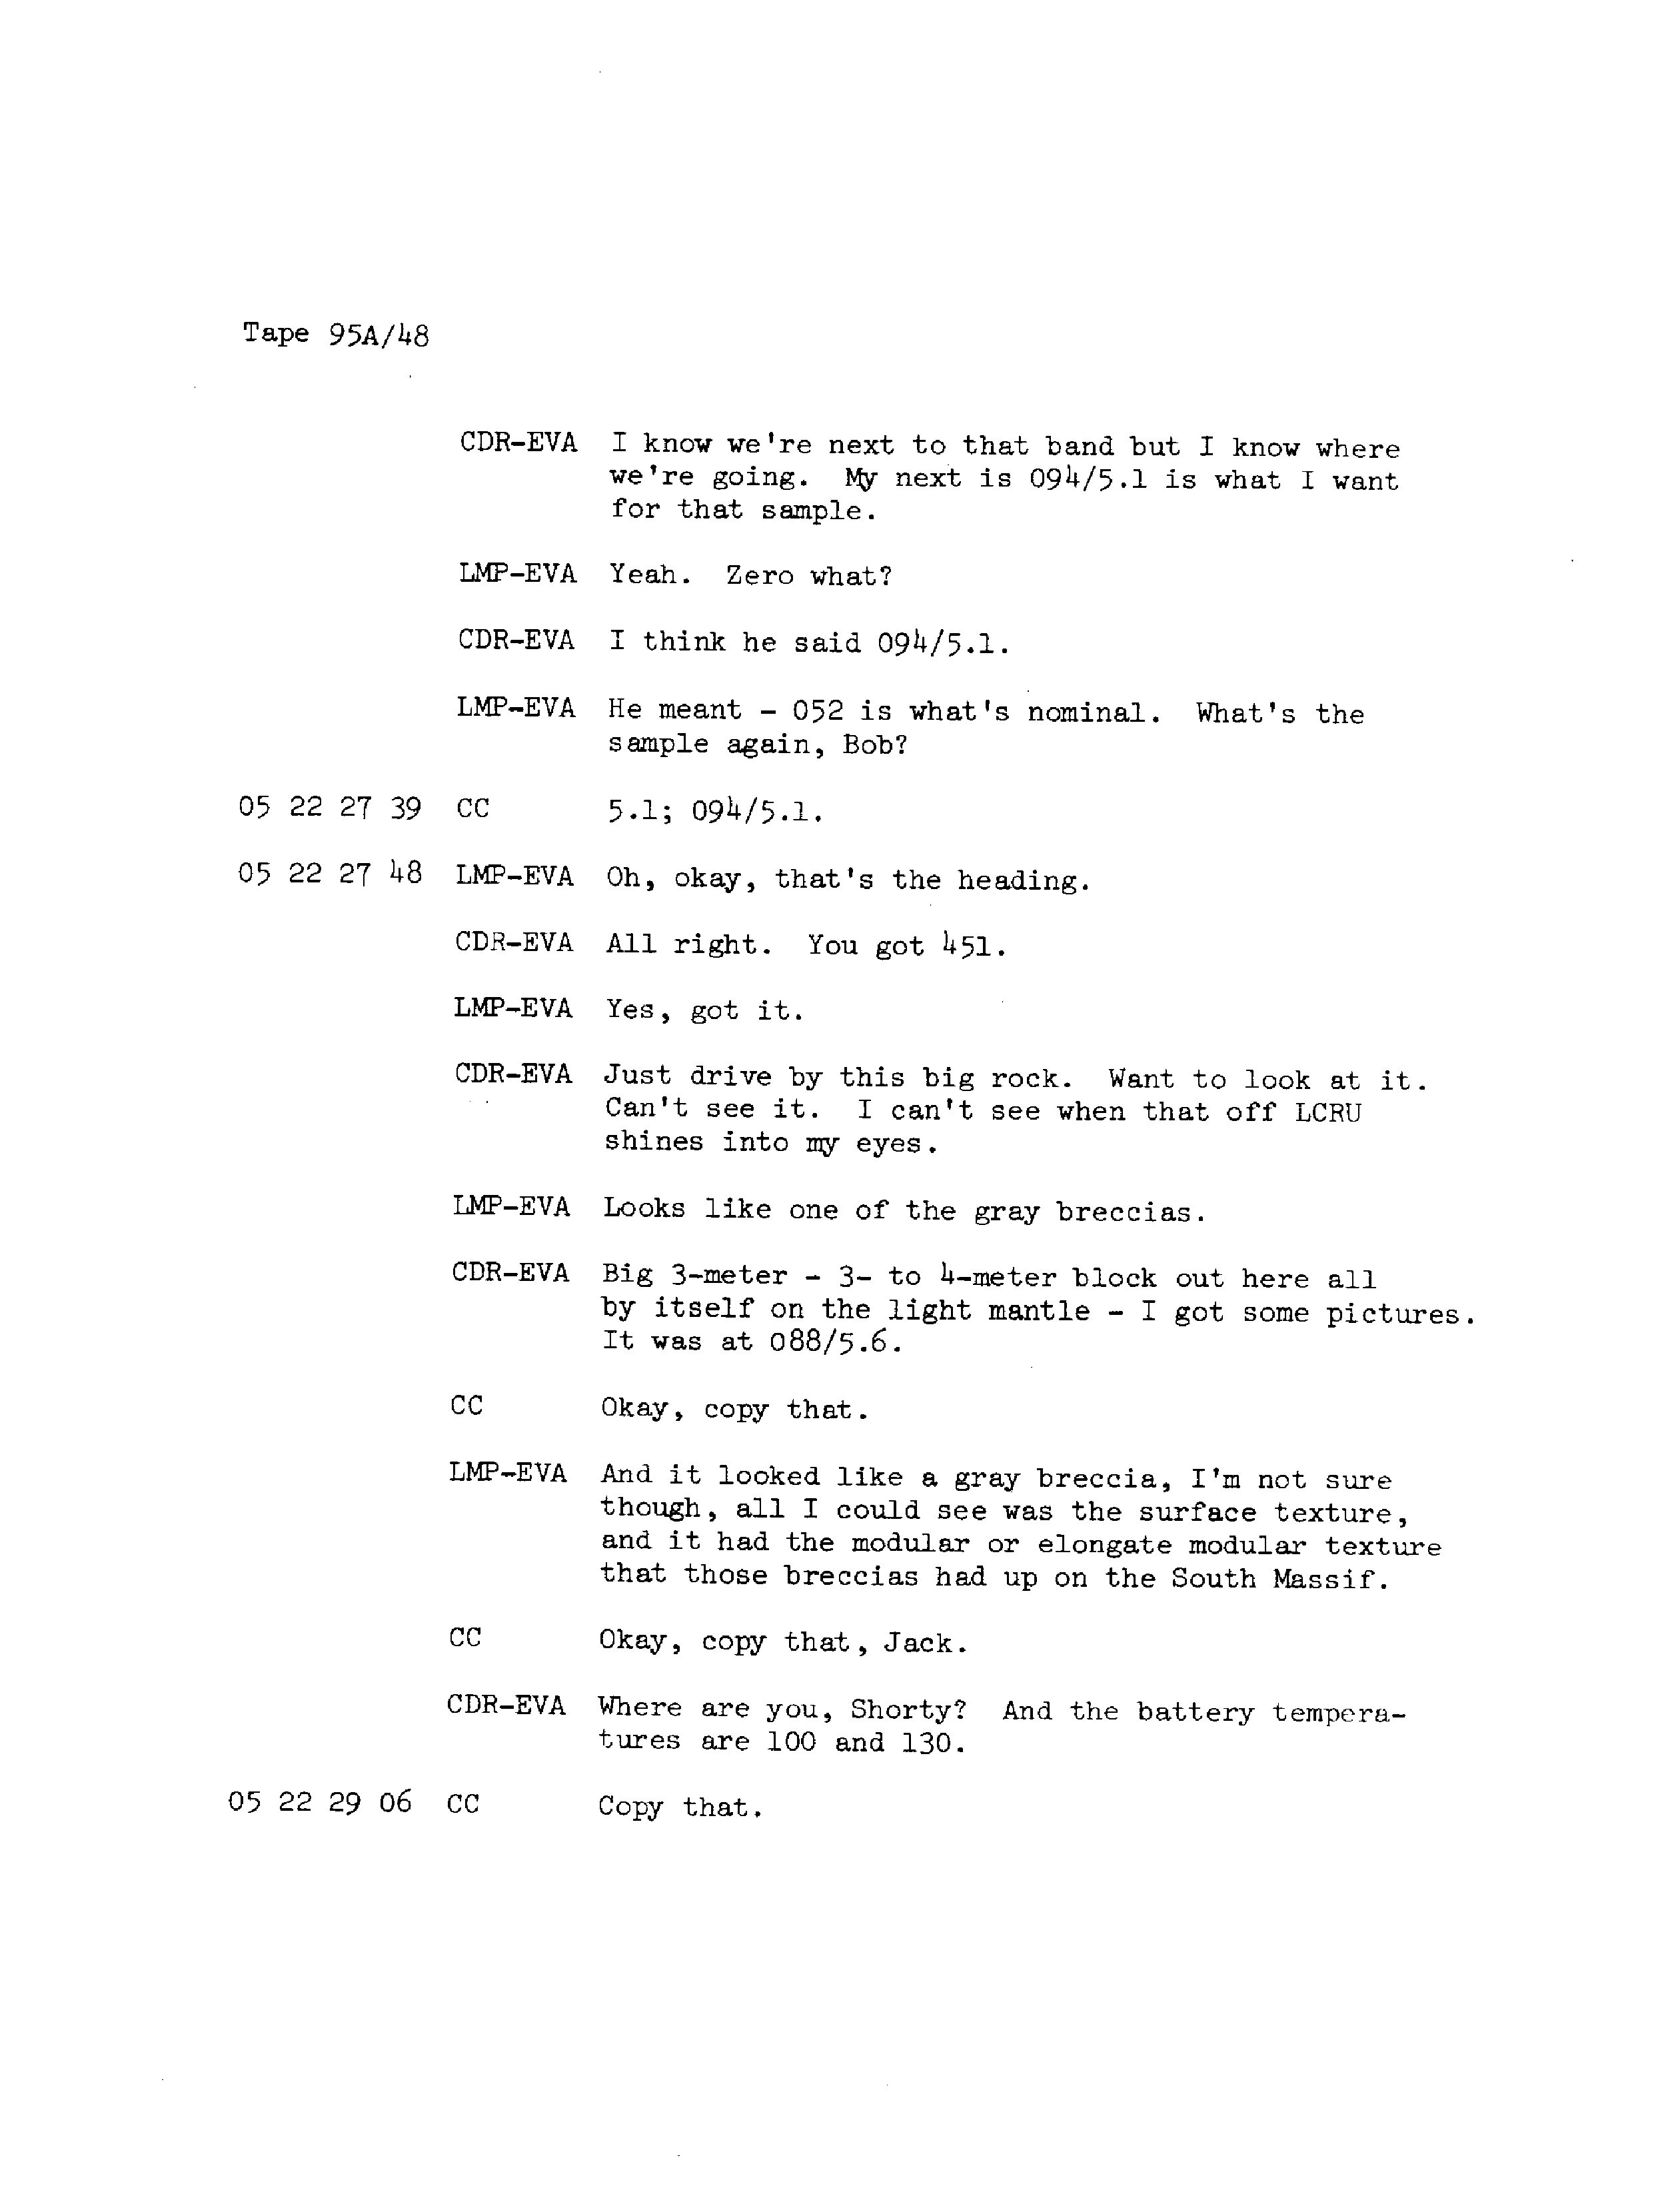 Tape 95A/48
CDR-EVA I know we're next to that band but I know where
we're going. My next is 094/5.1 is what I want
for that sample.
LMP-EVA Yeah. Zero what?
CDR-EVA I think he said 094/5.1.
LMP-EVA He meant - 052 is what's nominal. What's the
sample again, Bob?
05 22 27 39 CC 5.1; 094/5.1.
05 22 27 48 LMP-EVA Oh, okay, that's the heading.
CDR-EVA All right. You got 451.
LMP-EVA Yes, got it.
CDR-EVA Just drive by this big rock. Want to look at it.
Can't see it. I can't see when that off LCRU
shines into my eyes.
LMP-EVA Looks like one of the gray breccias.
CDR-EVA Big 3-meter - 3- to 4-meter block out here all
by itself on the light mantle - I got some pictures.
It was at 088/5.6.
CC Okay, copy that.
LMP-EVA And it looked like a gray breccia, I'm not sure
though, all I could see was the surface texture,
and it had the modular or elongate modular texture
that those breccias had up on the South Massif.
CC Okay, copy that, Jack.
CDR-EVA Where are you, Shorty? And the battery tempera-
tures are 100 and 130.
05 22 29 06 CC Copy that.